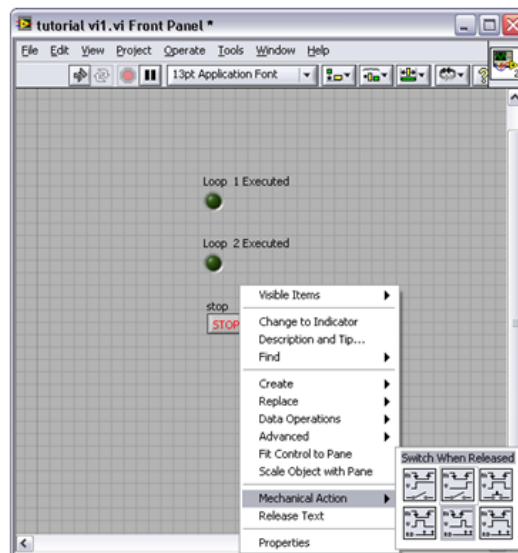 tutorial vi1.vi Front Panel *
File Edit View Project Operate Tools Window Help
13pt Application Font
?
2
Loop 1 Executed
Loop 2 Executed
stop
STOP
Visible Items
Change to Indicator
Description and Tip...
Find
Create
Replace
Data Operations
Advanced
Fit Control to Pane
Scale Object with Pane
Mechanical Action
Release Text
Properties
Switch When Released